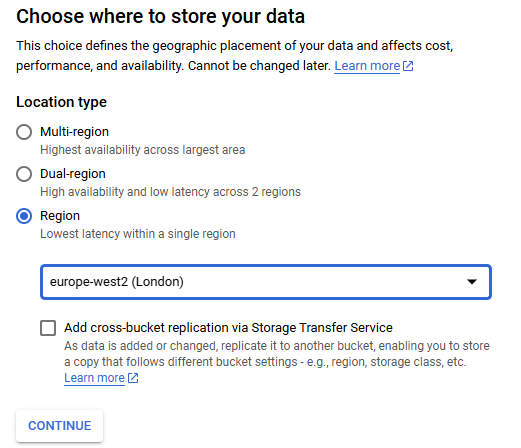 Choose where to store your data
This choice defines the geographic placement of your data and affects cost,
performance, and availability. Cannot be changed later. Learn more
Location type
Multi-region
Highest availability across largest area
Dual-region
High availability and low latency across 2 regions
Region
Lowest latency within a single region
europe-west2 (London)
Add cross-bucket replication via Storage Transfer Service
As data is added or changed, replicate it to another bucket, enabling you to store
a copy that follows different bucket settings - e.g., region, storage class, etc.
Learn more
CONTINUE